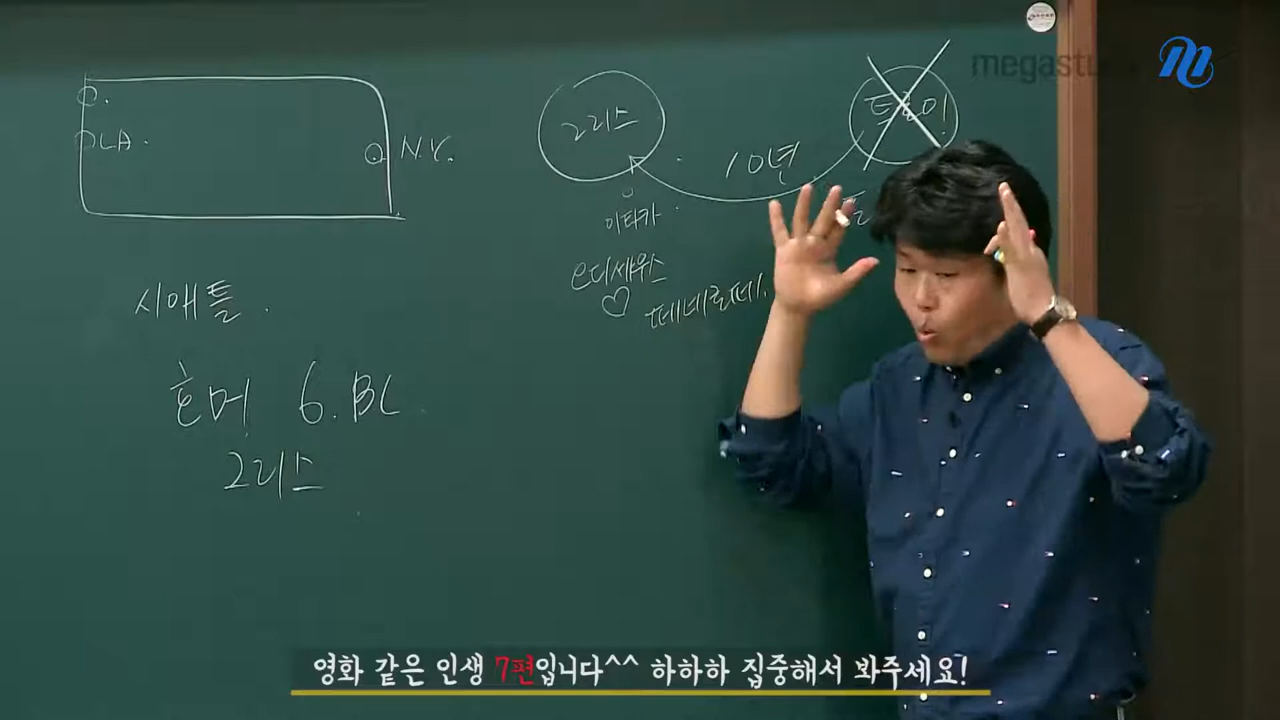 megastu
LA.
N.Y.
그리스
트로이
10년
이타카
오디세우스
페네로페.
시애틀.
호머 6. BC.
그리스
영화 같은 인생 7편입니다^^ 하하하 집중해서 봐주세요!